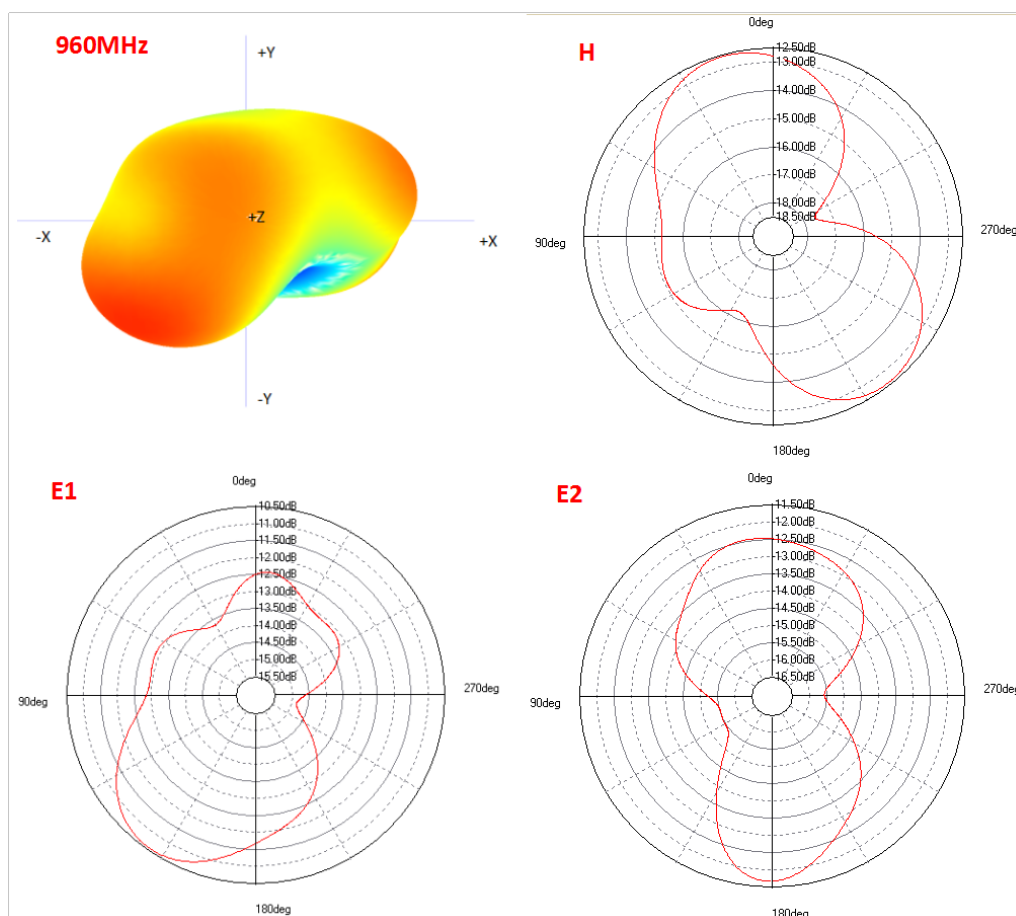 960MHz
+Y
+Z
-X
+X
-Y
H
0deg
-12.50dB
-13.00dB
-14.00dB
-15.00dB
-16.00dB
-17.00dB
-18.00dB
-18.50dB
90deg
270deg
180deg
E1
0deg
-10.50dB
-11.00dB
-11.50dB
-12.00dB
-12.50dB
-13.00dB
-13.50dB
-14.00dB
-14.50dB
-15.00dB
-15.50dB
90deg
270deg
180deg
E2
0deg
-11.50dB
-12.00dB
-12.50dB
-13.00dB
-13.50dB
-14.00dB
-14.50dB
-15.00dB
-15.50dB
-16.00dB
-16.50dB
90deg
270deg
180deg